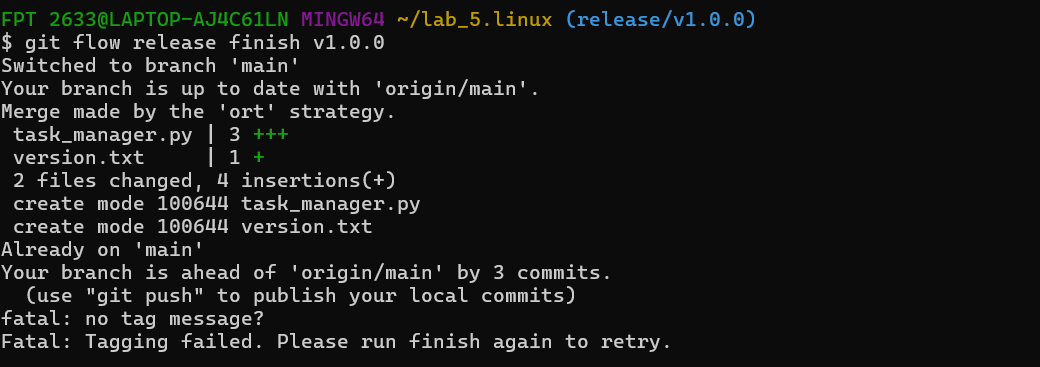 FPT 2633@LAPTOP-AJ4C61LN MINGW64 ~/lab_5.linux (release/v1.0.0)
$ git flow release finish v1.0.0
Switched to branch 'main'
Your branch is up to date with 'origin/main'.
Merge made by the 'ort' strategy.
 task_manager.py | 3 +++
 version.txt     | 1 +
 2 files changed, 4 insertions(+)
 create mode 100644 task_manager.py
 create mode 100644 version.txt
Already on 'main'
Your branch is ahead of 'origin/main' by 3 commits.
  (use "git push" to publish your local commits)
fatal: no tag message?
Fatal: Tagging failed. Please run finish again to retry.